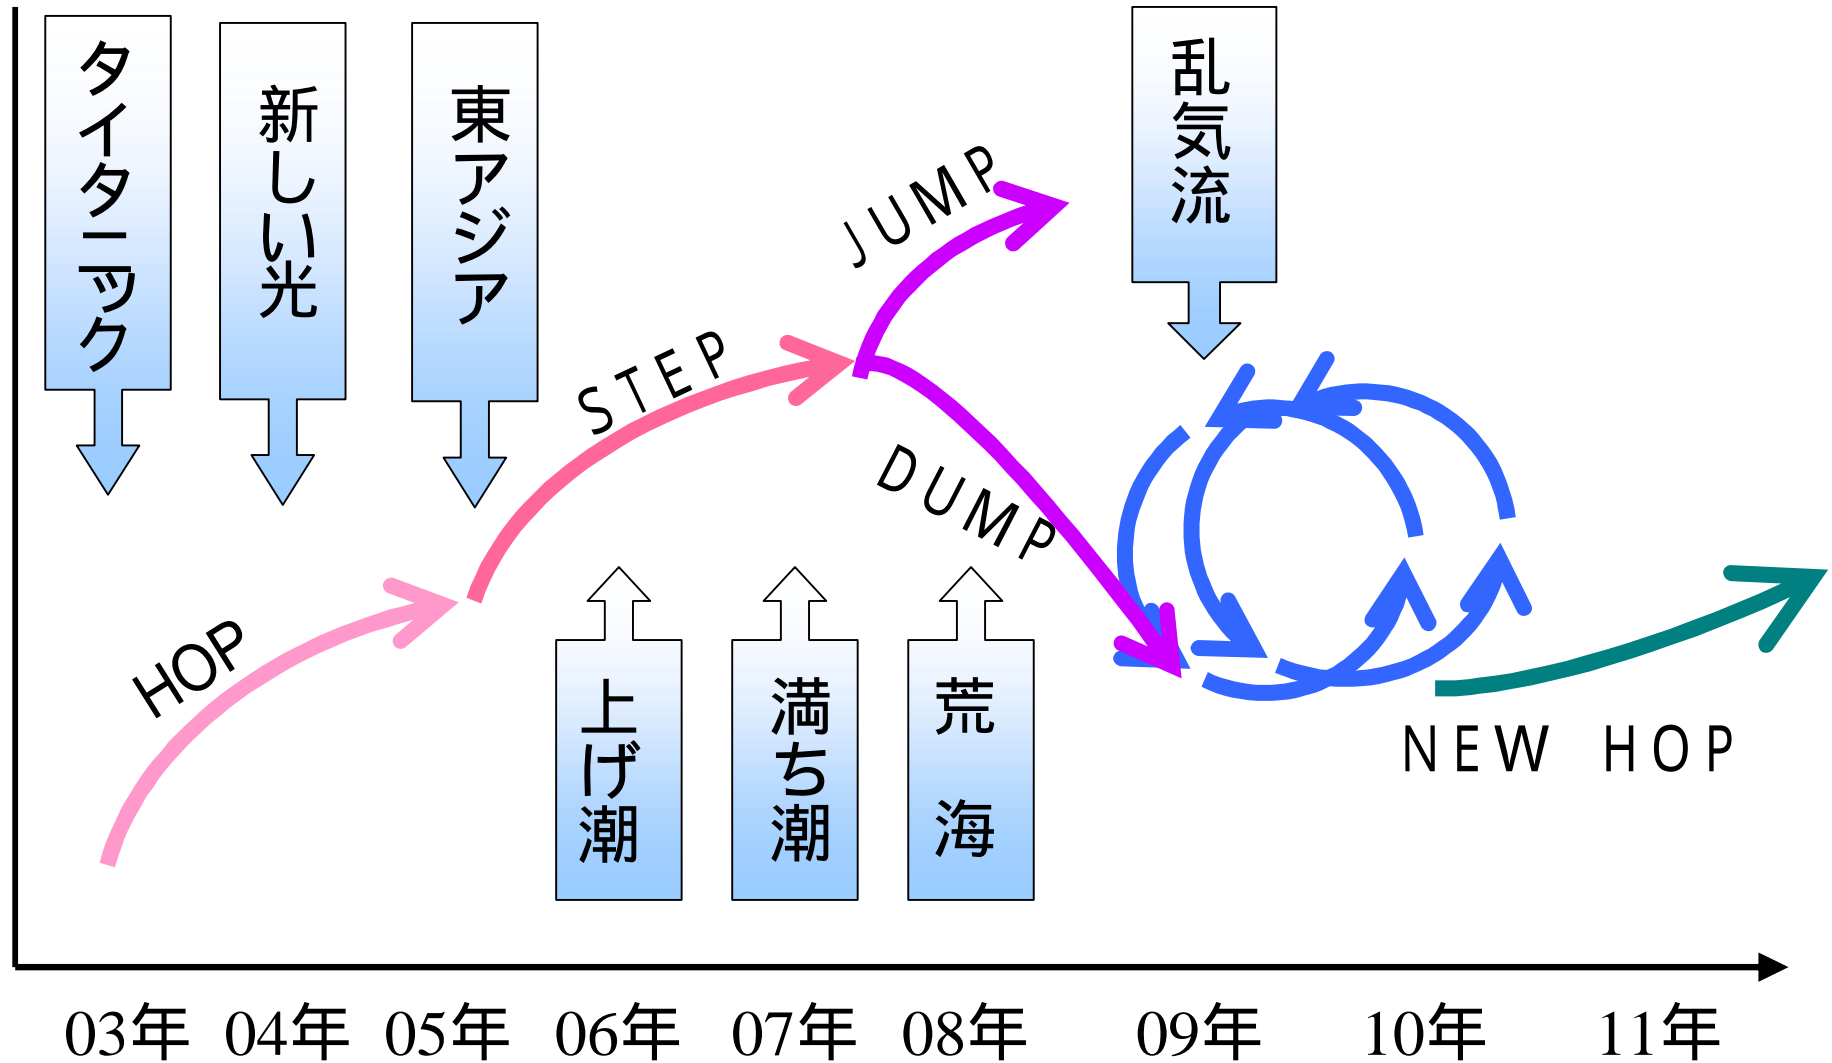 タイタニック
新しい光
東アジア
乱気流
JUMP
STEP
DUMP
HOP
上げ潮
満ち潮
荒 海
NEW HOP
03年
04年
05年
06年
07年
08年
09年
10年
11年